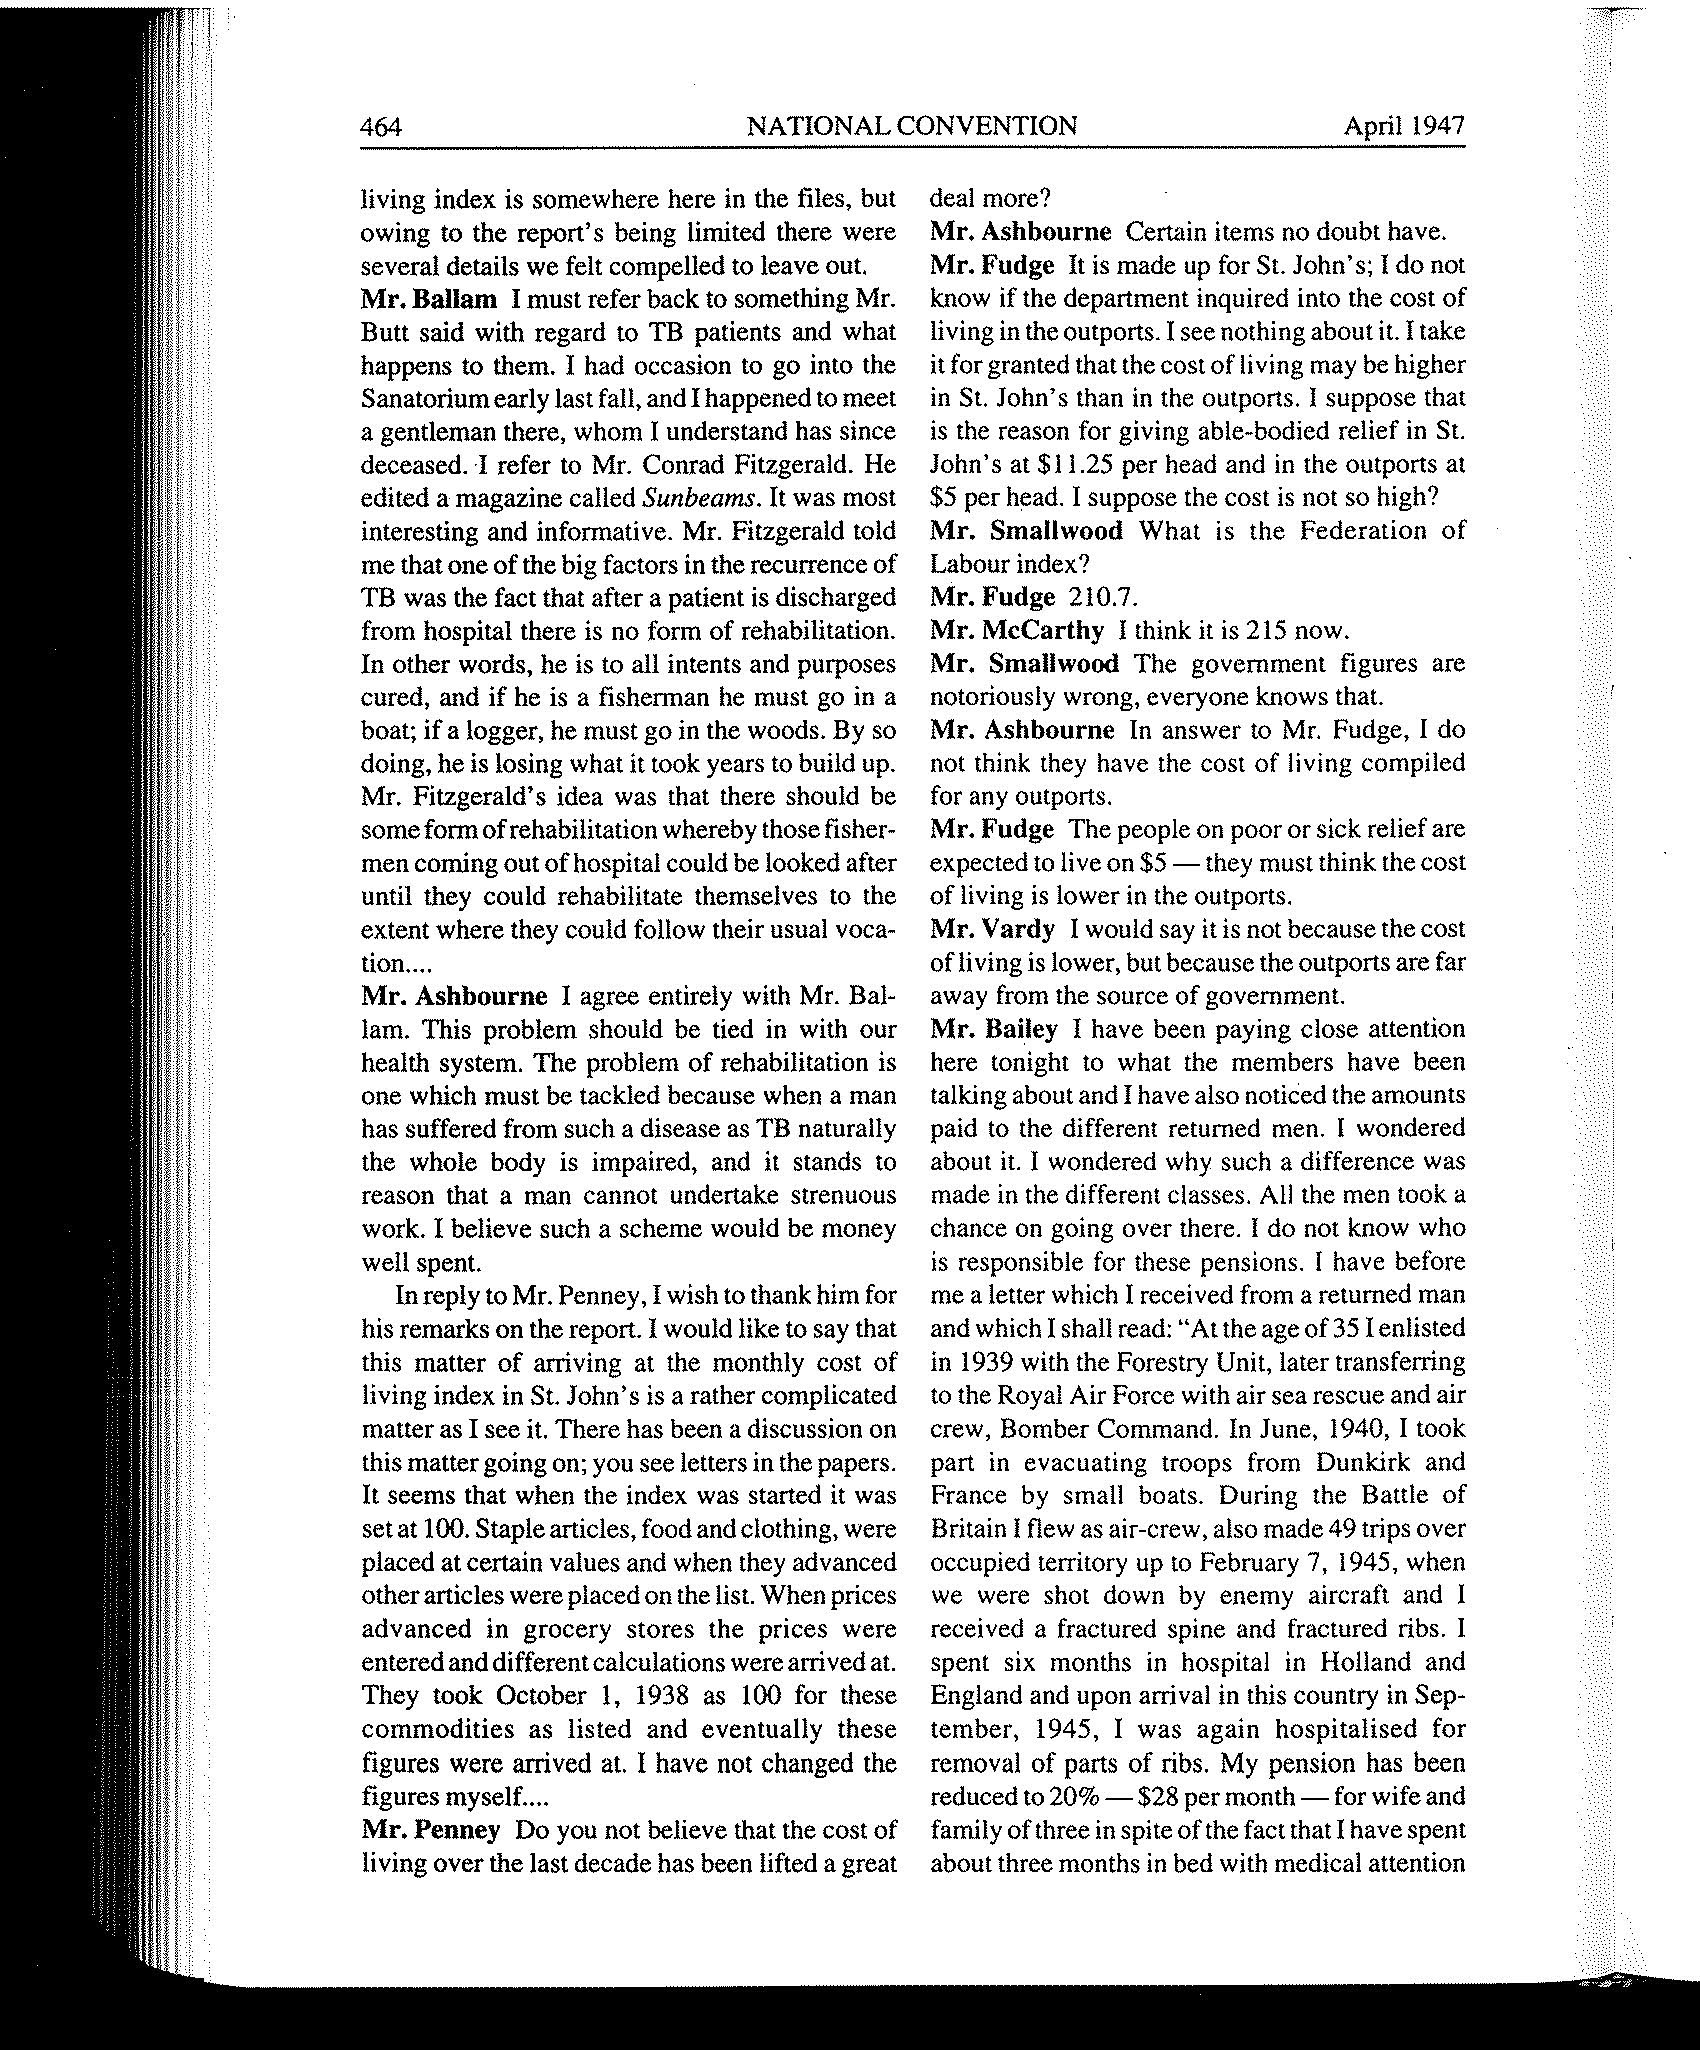 464 NATIONAL CONVENTION April 1947
living index is somewhere here in the files, but
owing to the report's being limited there were
several details we felt compelled to leave out.
Mr. Ballam I must refer back to something Mr.
Butt said with regard to TB patients and what
happens to them. I had occasion to go into the
Sanatorium early last fall, and I happened to meet
a gentleman there, whom I understand has since
deceased. I refer to Mr. Conrad Fitzgerald. He
edited a magazine called Sunbeams. It was most
interesting and informative. Mr. Fitzgerald told
me that one of the big factors in the recurrence of
TB was the fact that after a patient is discharged
from hospital there is no form of rehabilitation.
In other words, he is to all intents and purposes
cured, and if he is a fisherman he must go in a
boat; if a logger, he must go in the woods. By so
doing, he is losing what it took years to build up.
Mr. Fitzgerald's idea was that there should be
some form of rehabilitation whereby those fisher-
men coming out of hospital could be looked after
until they could rehabilitate themselves to the
extent where they could follow their usual voca-
tion....
Mr. Ashbourne I agree entirely with Mr. Bal-
lam. This problem should be tied in with our
health system. The problem of rehabilitation is
one which must be tackled because when a man
has suffered from such a disease as TB naturally
the whole body is impaired, and it stands to
reason that a man cannot undertake strenuous
work. I believe such a scheme would be money
well spent.
In reply to Mr. Penney, I wish to thank him for
his remarks on the report. I would like to say that
this matter of arriving at the monthly cost of
living index in St. John's is a rather complicated
matter as I see it. There has been a discussion on
this matter going on; you see letters in the papers.
It seems that when the index was started it was
set at 100. Staple articles, food and clothing, were
placed at certain values and when they advanced
other articles were placed on the list. When prices
advanced in grocery stores the prices were
entered and different calculations were arrived at.
They took October 1, 1938 as 100 for these
commodities as listed and eventually these
figures were arrived at. I have not changed the
figures myself....
Mr. Penney Do you not believe that the cost of
living over the last decade has been lifted a great
deal more?
Mr. Ashbourne Certain items no doubt have.
Mr. Fudge It is made up for St. John's; I do not
know if the department inquired into the cost of
living in the outports. I see nothing about it. I take
it for granted that the cost of living may be higher
in St. John's than in the outports. I suppose that
is the reason for giving able-bodied relief in St.
John's at $11.25 per head and in the outports at
$5 per head. I suppose the cost is not so high?
Mr. Smallwood What is the Federation of
Labour index?
Mr. Fudge 210.7.
Mr. McCarthy I think it is 215 now.
Mr. Smallwood The government figures are
notoriously wrong, everyone knows that.
Mr. Ashbourne In answer to Mr. Fudge, I do
not think they have the cost of living compiled
for any outports.
Mr. Fudge The people on poor or sick relief are
expected to live on $5 — they must think the cost
of living is lower in the outports.
Mr. Vardy I would say it is not because the cost
of living is lower, but because the outports are far
away from the source of government.
Mr. Bailey I have been paying close attention
here tonight to what the members have been
talking about and I have also noticed the amounts
paid to the different returned men. I wondered
about it. I wondered why such a difference was
made in the different classes. All the men took a
chance on going over there. I do not know who
is responsible for these pensions. I have before
me a letter which I received from a returned man
and which I shall read: "At the age of 35 I enlisted
in 1939 with the Forestry Unit, later transferring
to the Royal Air Force with air sea rescue and air
crew, Bomber Command. In June, 1940, I took
part in evacuating troops from Dunkirk and
France by small boats. During the Battle of
Britain I flew as air-crew, also made 49 trips over
occupied territory up to February 7, 1945, when
we were shot down by enemy aircraft and I
received a fractured spine and fractured ribs. I
spent six months in hospital in Holland and
England and upon arrival in this country in Sep-
tember, 1945, I was again hospitalised for
removal of parts of ribs. My pension has been
reduced to 20% — $28 per month — for wife and
family of three in spite of the fact that I have spent
about three months in bed with medical attention